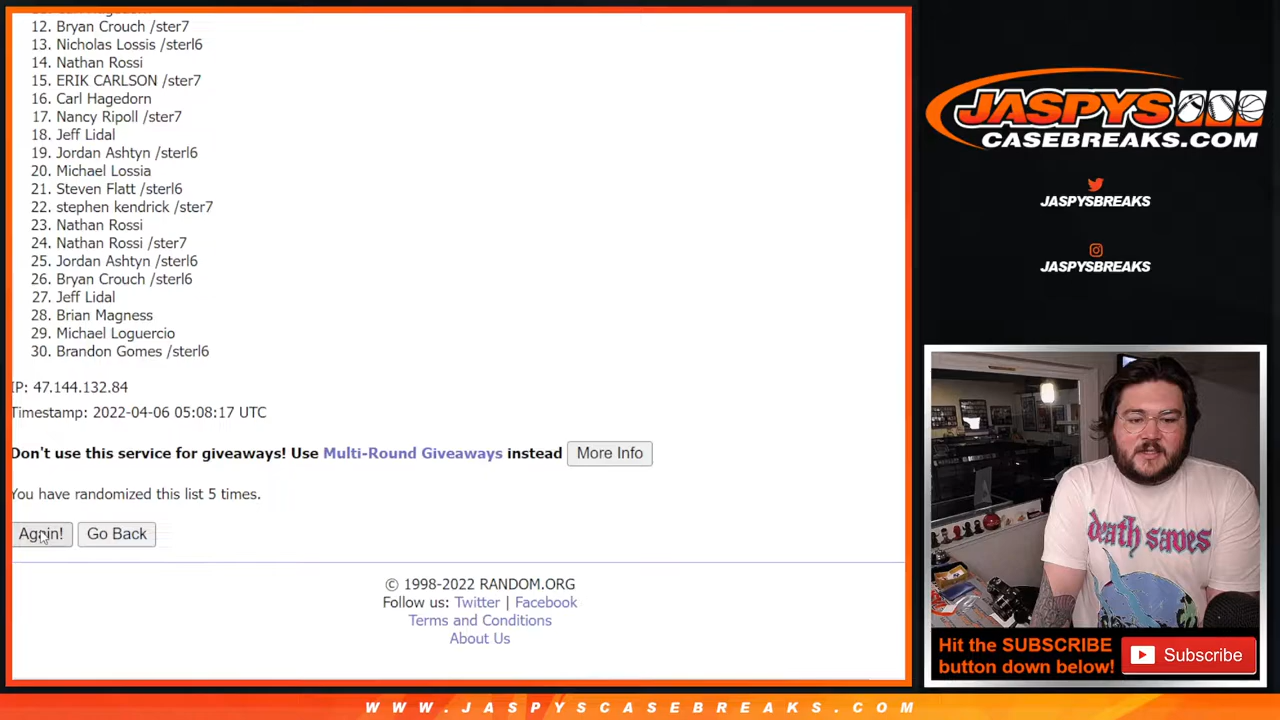 12. Bryan Crouch /ster7
13. Nicholas Lossis /sterl6
14. Nathan Rossi
15. ERIK CARLSON /ster7
16. Carl Hagedorn
17. Nancy Ripoll /ster7
18. Jeff Lidal
19. Jordan Ashtyn /sterl6
20. Michael Lossia
21. Steven Flatt /sterl6
22. stephen kendrick /ster7
23. Nathan Rossi
24. Nathan Rossi /ster7
25. Jordan Ashtyn /sterl6
26. Bryan Crouch /sterl6
27. Jeff Lidal
28. Brian Magness
29. Michael Loguercio
30. Brandon Gomes /sterl6
IP: 47.144.132.84
Timestamp: 2022-04-06 05:08:17 UTC
Don't use this service for giveaways! Use Multi-Round Giveaways instead More Info
You have randomized this list 5 times.
Again! Go Back
© 1998-2022 RANDOM.ORG
Follow us: Twitter | Facebook
Terms and Conditions
About Us
JASPYS
CASEBREAKS.COM
JASPYSBREAKS
JASPYSBREAKS
death saves
Hit the SUBSCRIBE
button down below!
Subscribe
WWW.JASPYSCASEBREAKS.COM